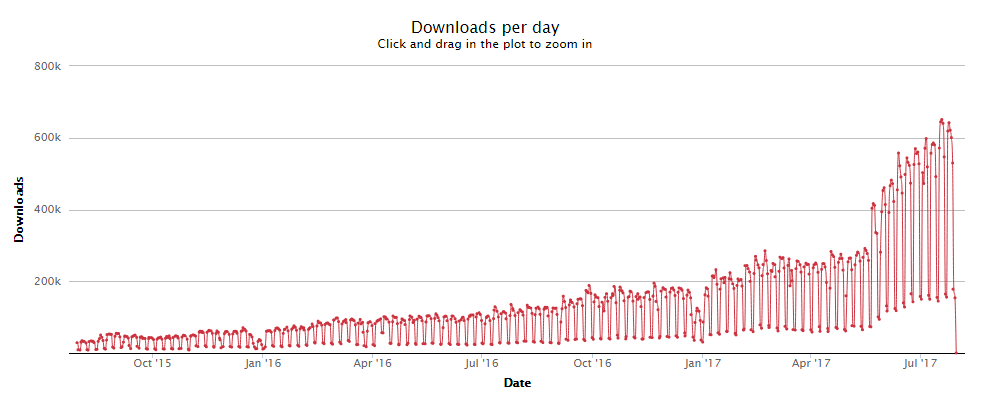 Downloads per day
Click and drag in the plot to zoom in
800k
600k
400k
200k
Downloads
Oct '15
Jan '16
Apr '16
Jul '16
Oct '16
Jan '17
Apr '17
Jul '17
Date